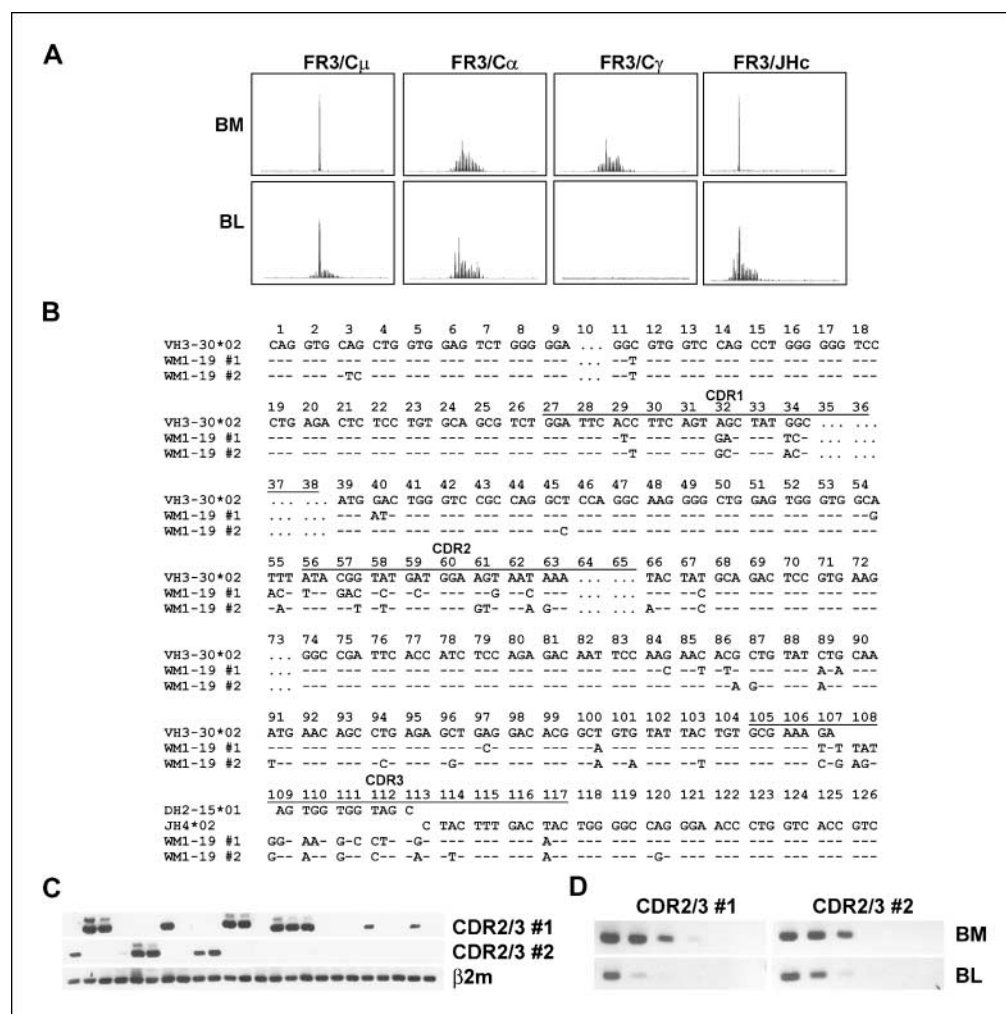 A
FR3/Cμ FR3/Cα FR3/Cγ FR3/JHc
BM
BL
B
1 2 3 4 5 6 7 8 9 10 11 12 13 14 15 16 17 18
VH3-30*02 CAG GTG CAG CTG GTG GAG TCT GGG GGA ... GGC GTG GTC CAG CCT GGG GGG TCC
WM1-19 #1 --- --- --- --- --- --- --- --- --- ... --T --- --- --- --- --- --- ---
WM1-19 #2 --- --- -TC --- --- --- --- --- --- ... --T --- --- --- --- --- --- ---
CDR1
19 20 21 22 23 24 25 26 27 28 29 30 31 32 33 34 35 36
VH3-30*02 CTG AGA CTC TCC TGT GCA GCG TCT GGA TTC ACC TTC AGT AGC TAT GGC ... ...
WM1-19 #1 --- --- --- --- --- --- --- --- --- --- -T- --- --- GA- --- TC- ... ...
WM1-19 #2 --- --- --- --- --- --- --- --- --- --- --T --- --- GC- --- AC- ... ...
37 38 39 40 41 42 43 44 45 46 47 48 49 50 51 52 53 54
VH3-30*02 ... ... ATG GAC TGG GTC CGC CAG GCT CCA GGC AAG GGG CTG GAG TGG GTG GCA
WM1-19 #1 ... ... --- AT- --- --- --- --- --- --- --- --- --- --- --- --- --- --G
WM1-19 #2 ... ... --- --- --- --- --- --- --C --- --- --- --- --- --- --- --- ---
CDR2
55 56 57 58 59 60 61 62 63 64 65 66 67 68 69 70 71 72
VH3-30*02 TTT ATA CGG TAT GAT GGA AGT AAT AAA ... ... TAC TAT GCA GAC TCC GTG AAG
WM1-19 #1 AC- -T- GAC -C- -C- --- -G- -C- --- ... ... --- -C- --- --- --- --- ---
WM1-19 #2 -A- --- --T -T- --- --- GT- --A -G- ... ... A-- -C- --- --- --- --- ---
73 74 75 76 77 78 79 80 81 82 83 84 85 86 87 88 89 90
VH3-30*02 ... GGC CGA TTC ACC ATC TCC AGA GAC AAT TCC AAG AAC ACG CTG TAT CTG CAA
WM1-19 #1 ... --- --- --- --- --- --- --- --- --- --- --C --T -T- --- --- A-A ---
WM1-19 #2 ... --- --- --- --- --- --- --- --- --- --- --- --- --A G-- --- A-- ---
91 92 93 94 95 96 97 98 99 100 101 102 103 104 105 106 107 108
VH3-30*02 ATG AAC AGC CTG AGA GCT GAG GAC ACG GCT GTG TAT TAC TGT GCG AAA GA
WM1-19 #1 --- --- --- --- --- --- --C --- --- --A --- --- --- --- --- --- T-T TAT
WM1-19 #2 T-- --- --- --C --- -G- --- --- --- --A --A --- --T --- --- --- C-G AG-
CDR3
109 110 111 112 113 114 115 116 117 118 119 120 121 122 123 124 125 126
DH2-15*01 AG TGG TGG TAG C
JH4*02 C TAC TTT GAC TAC TGG GGC CAG GGA ACC CTG GTC ACC GTC
WM1-19 #1 GG- -AA -G-C CT- -G- --- --- --- A-- --- --- --- --- --- --- --- --- ---
WM1-19 #2 G-- -A- -G- -C- -A- -T- --- --- A-- --- --- -G- --- --- --- --- --- ---
C
CDR2/3 #1
CDR2/3 #2
β2m
D
CDR2/3 #1 CDR2/3 #2
BM
BL